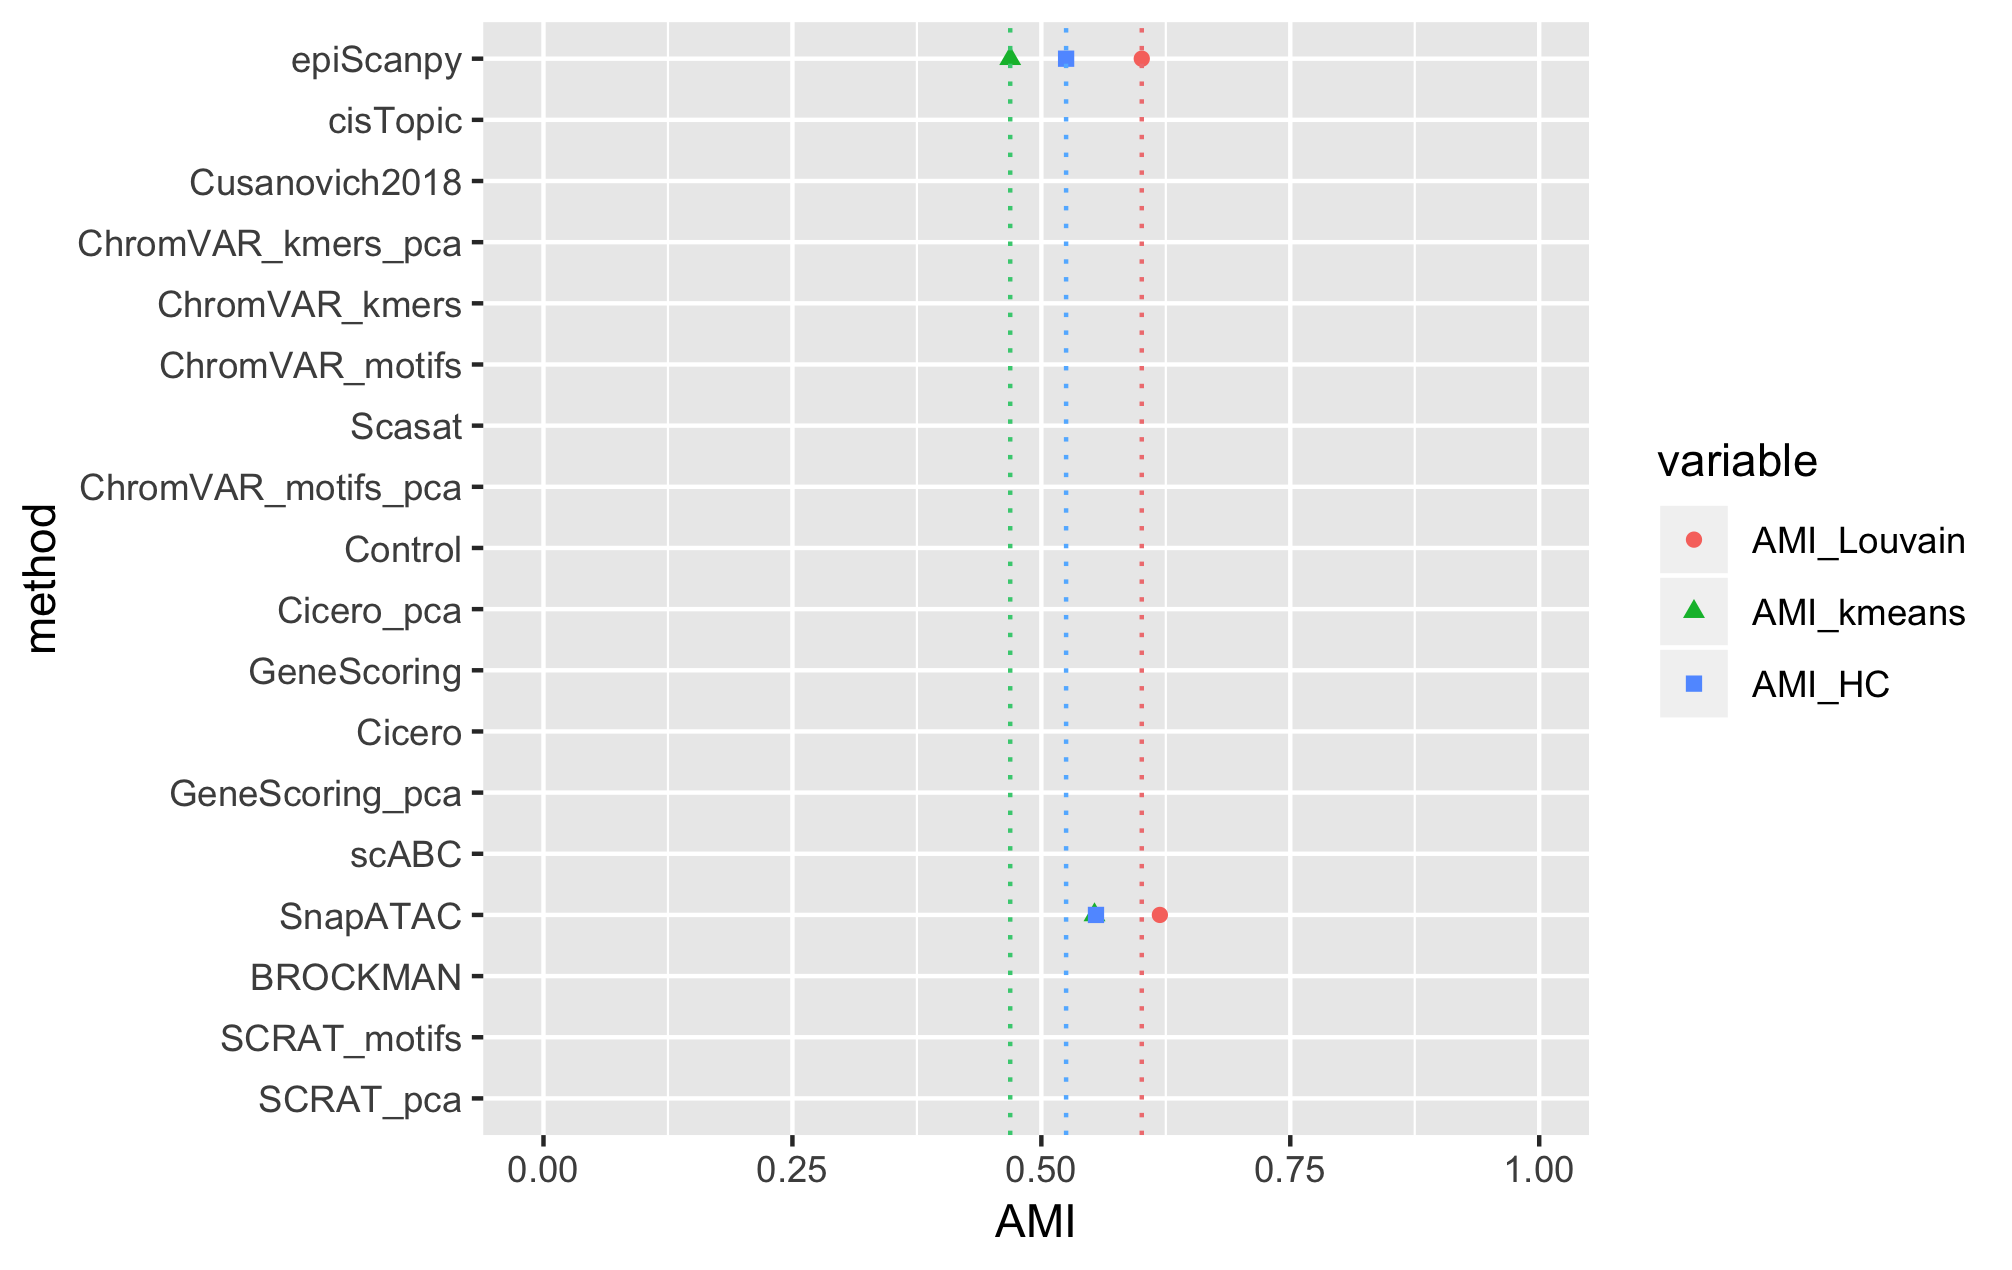 epiScanpy
cisTopic
Cusanovich2018
ChromVAR_kmers_pca
ChromVAR_kmers
ChromVAR_motifs
Scasat
ChromVAR_motifs_pca
Control
Cicero_pca
GeneScoring
Cicero
GeneScoring_pca
scABC
SnapATAC
BROCKMAN
SCRAT_motifs
SCRAT_pca
method
0.00 0.25 0.50 0.75 1.00
AMI
variable
AMI_Louvain
AMI_kmeans
AMI_HC